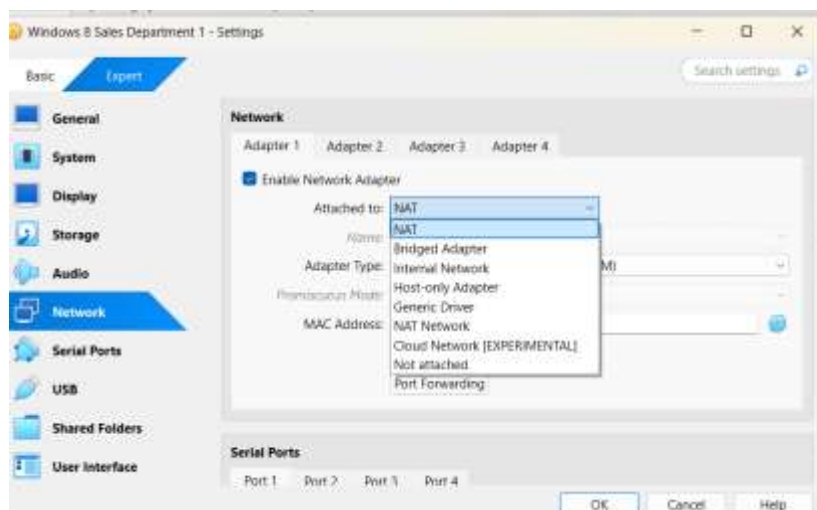 Windows 8 Sales Department 1 - Settings
Basic
Expert
Search settings
General
System
Display
Storage
Audio
Network
Serial Ports
USB
Shared Folders
User Interface
Network
Adapter 1 Adapter 2 Adapter 3 Adapter 4
Enable Network Adapter
Attached to: NAT
NAT
Bridged Adapter
Internal Network
Host-only Adapter
Generic Driver
NAT Network
Cloud Network [EXPERIMENTAL]
Not attached
Name:
Adapter Type: M)
Promiscuous Mode:
MAC Address:
Port Forwarding
Serial Ports
Port 1 Port 2 Port 3 Port 4
OK Cancel Help